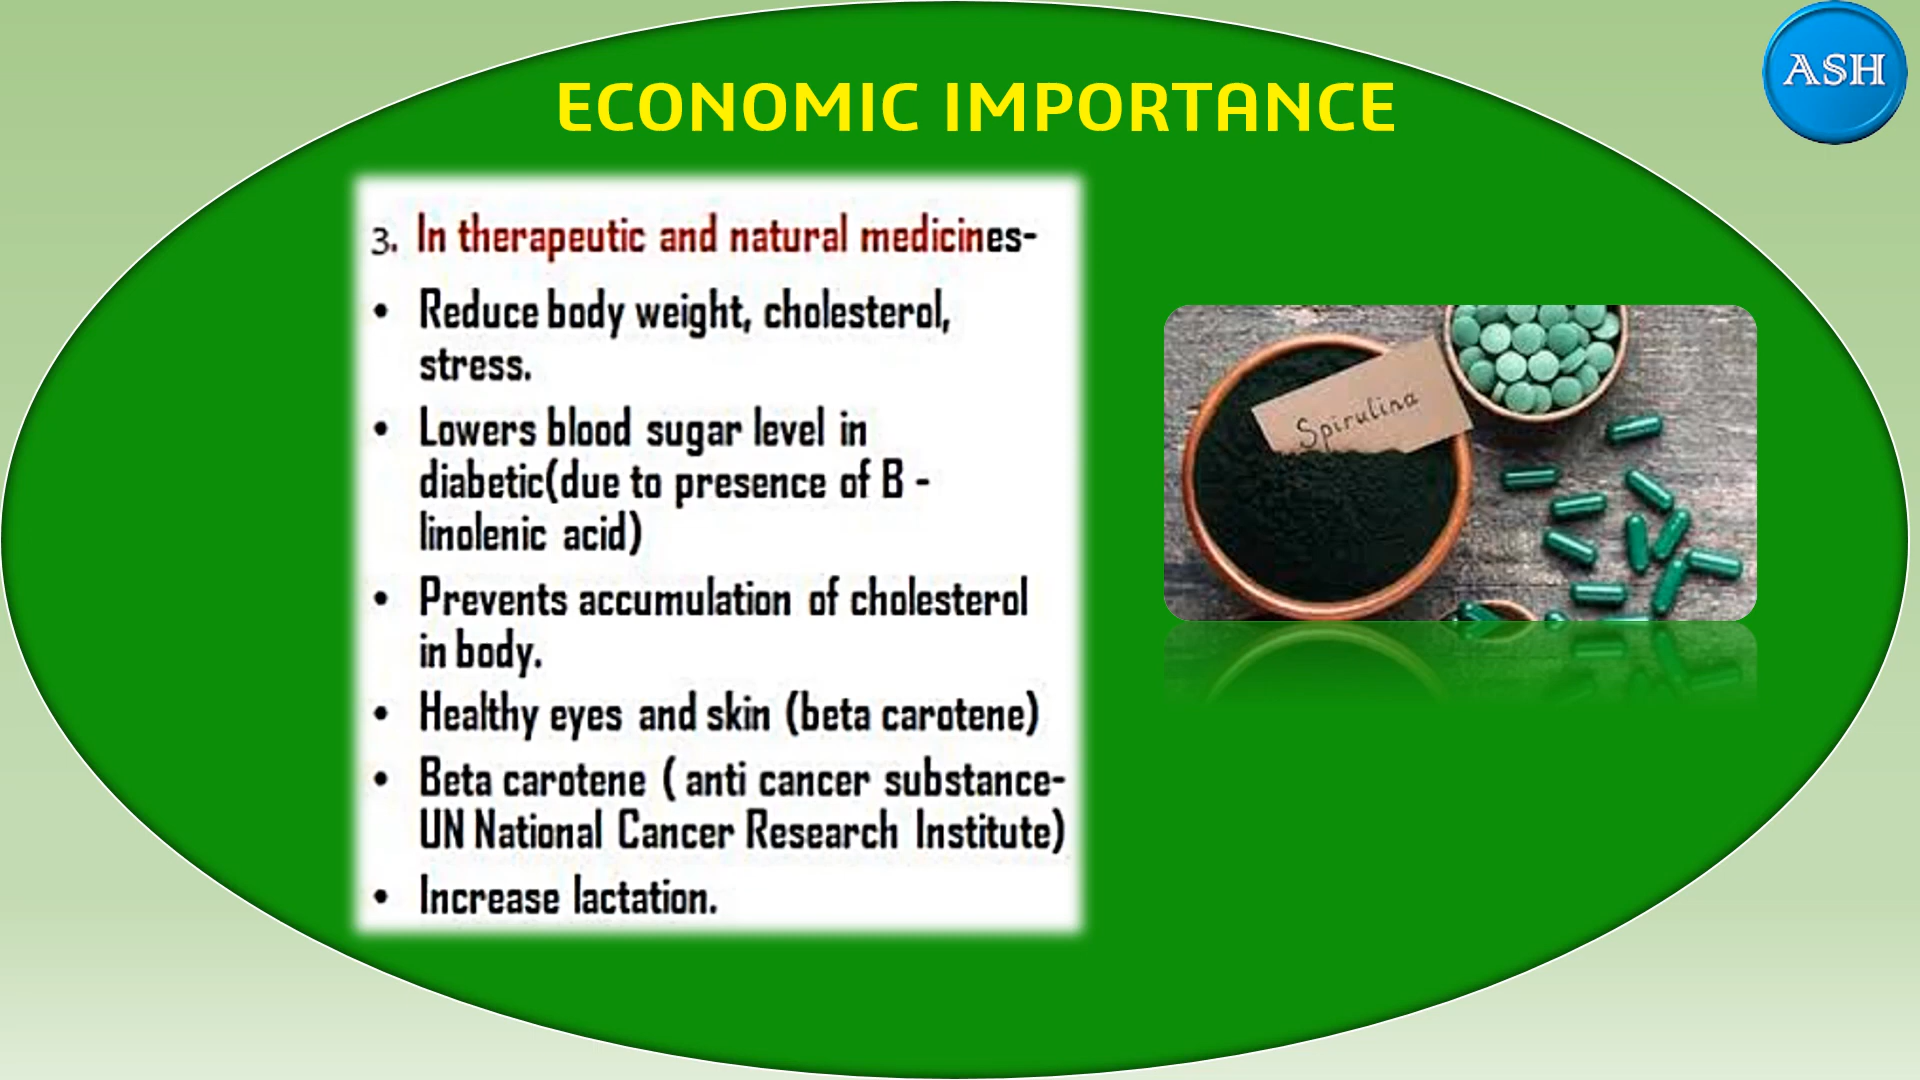 ASH
ECONOMIC IMPORTANCE
3. In therapeutic and natural medicines-
• Reduce body weight, cholesterol,
stress.
• Lowers blood sugar level in
diabetic(due to presence of B -
linolenic acid)
• Prevents accumulation of cholesterol
in body.
• Healthy eyes and skin (beta carotene)
• Beta carotene ( anti cancer substance-
UN National Cancer Research Institute)
• Increase lactation.
Spirulina